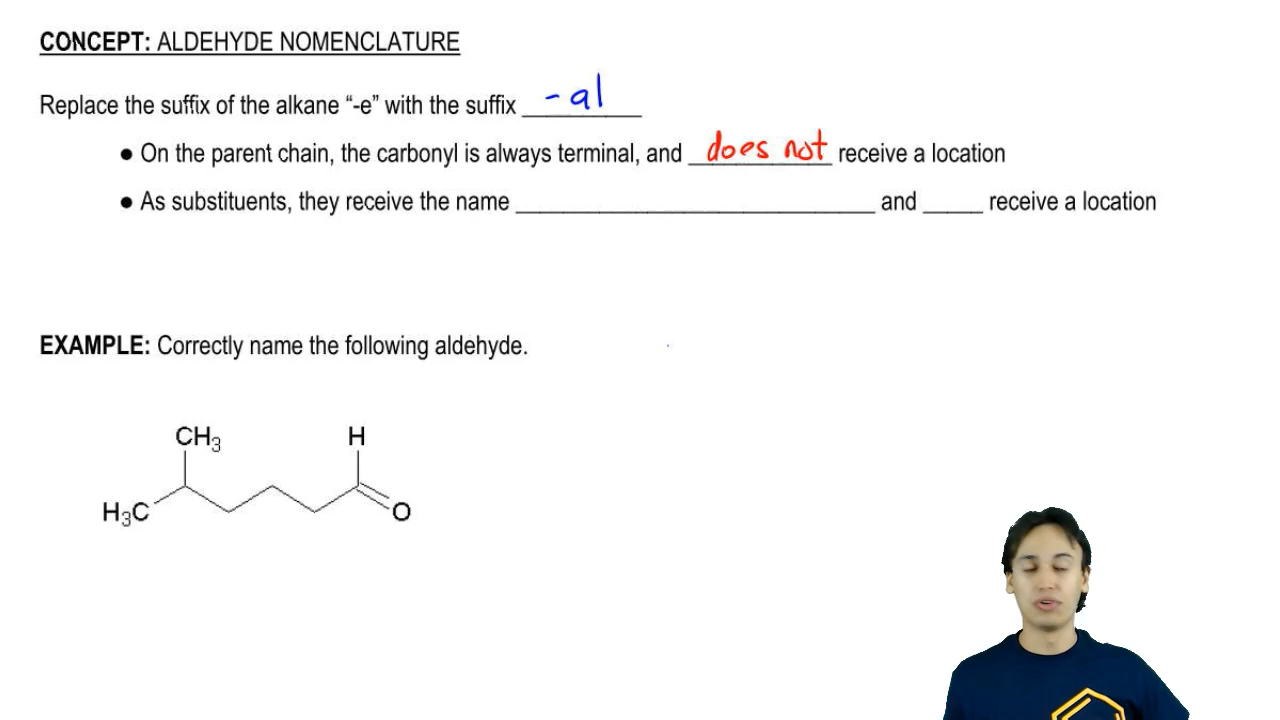 CONCEPT: ALDEHYDE NOMENCLATURE
Replace the suffix of the alkane “-e” with the suffix -al
● On the parent chain, the carbonyl is always terminal, and does not receive a location
● As substituents, they receive the name ____________________________ and _____ receive a location
EXAMPLE: Correctly name the following aldehyde.
CH3 H
H3C O